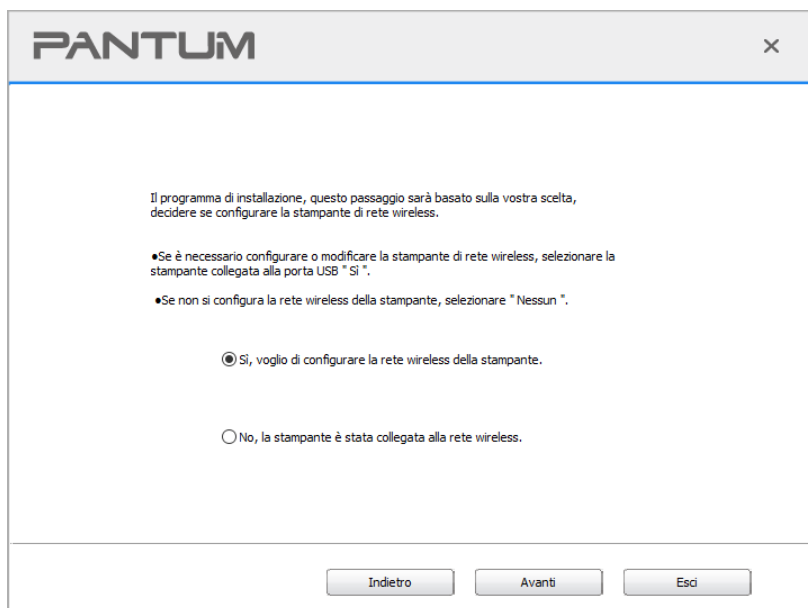 PANTUM
Il programma di installazione, questo passaggio sarà basato sulla vostra scelta,
decidere se configurare la stampante di rete wireless.
●Se è necessario configurare o modificare la stampante di rete wireless, selezionare la
stampante collegata alla porta USB " Sì ".
●Se non si configura la rete wireless della stampante, selezionare " Nessun ".
Sì, voglio di configurare la rete wireless della stampante.
No, la stampante è stata collegata alla rete wireless.
Indietro Avanti Esci